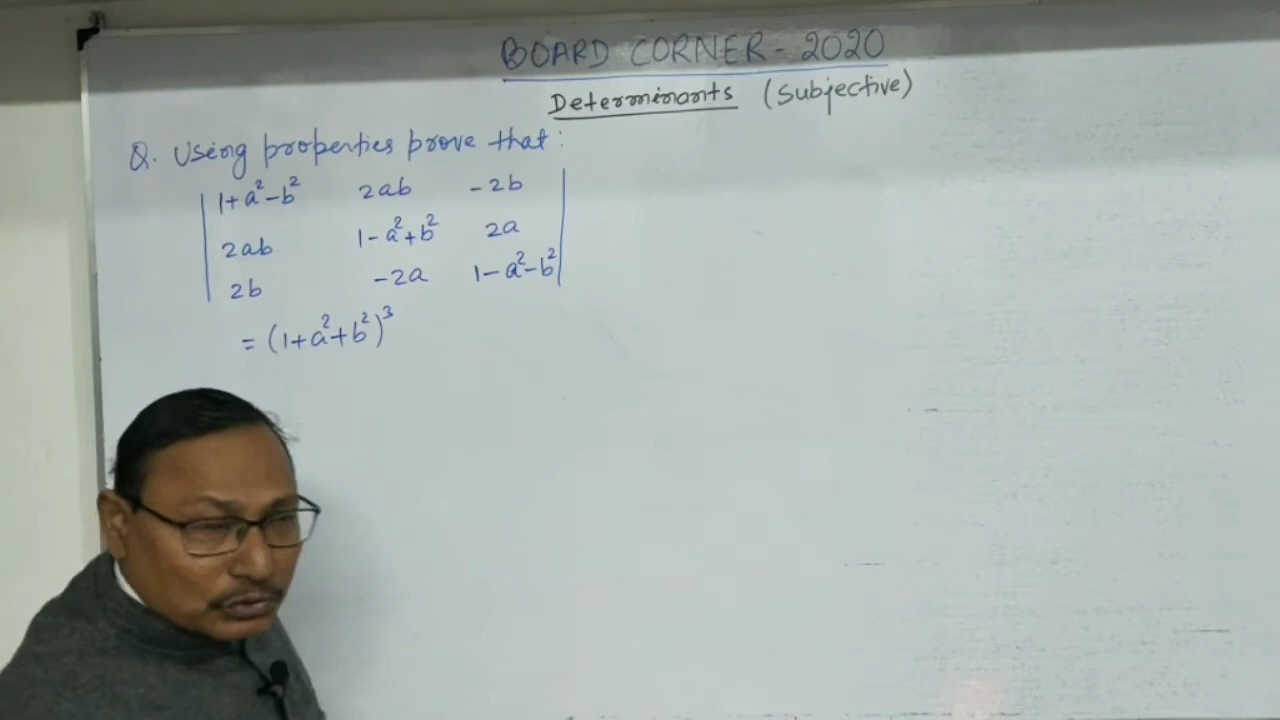 BOARD CORNER - 2020
Determinants (Subjective)
Q. Using properties prove that:
1+a²-b² 2ab -2b
2ab 1-a²+b² 2a
2b -2a 1-a²-b²
= (1+a²+b²)³